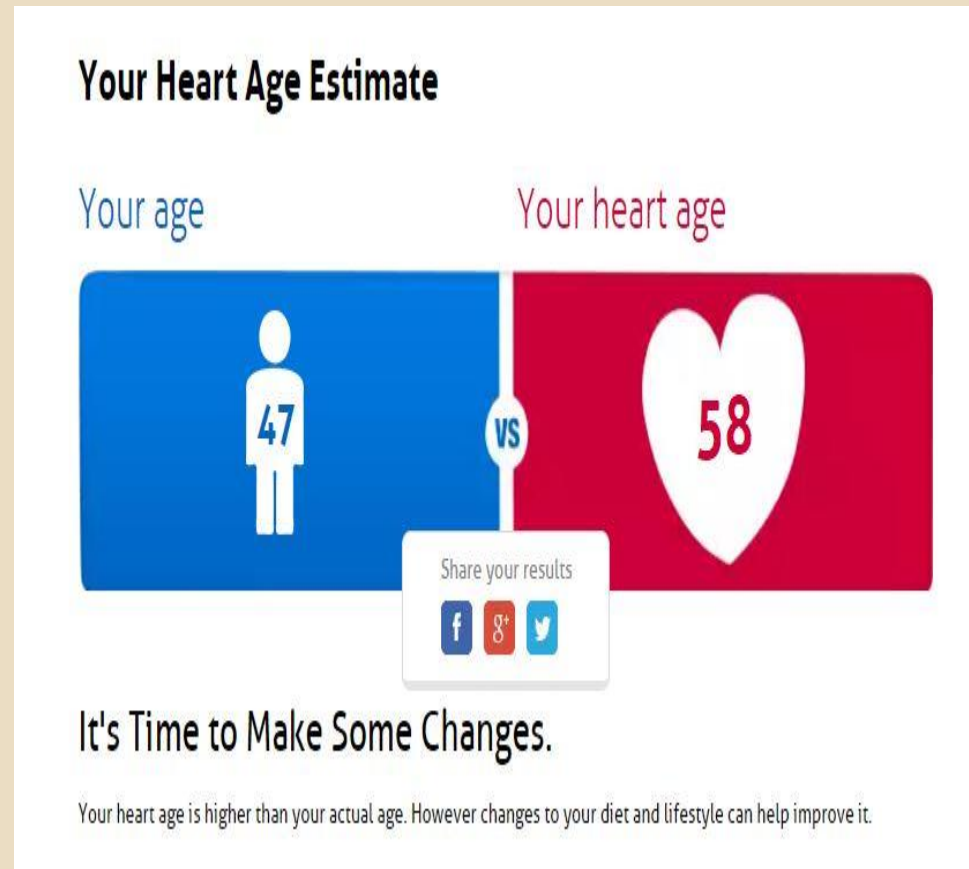 Your Heart Age Estimate
Your age
Your heart age
47
VS
58
Share your results
f
g+
It's Time to Make Some Changes.
Your heart age is higher than your actual age. However changes to your diet and lifestyle can help improve it.